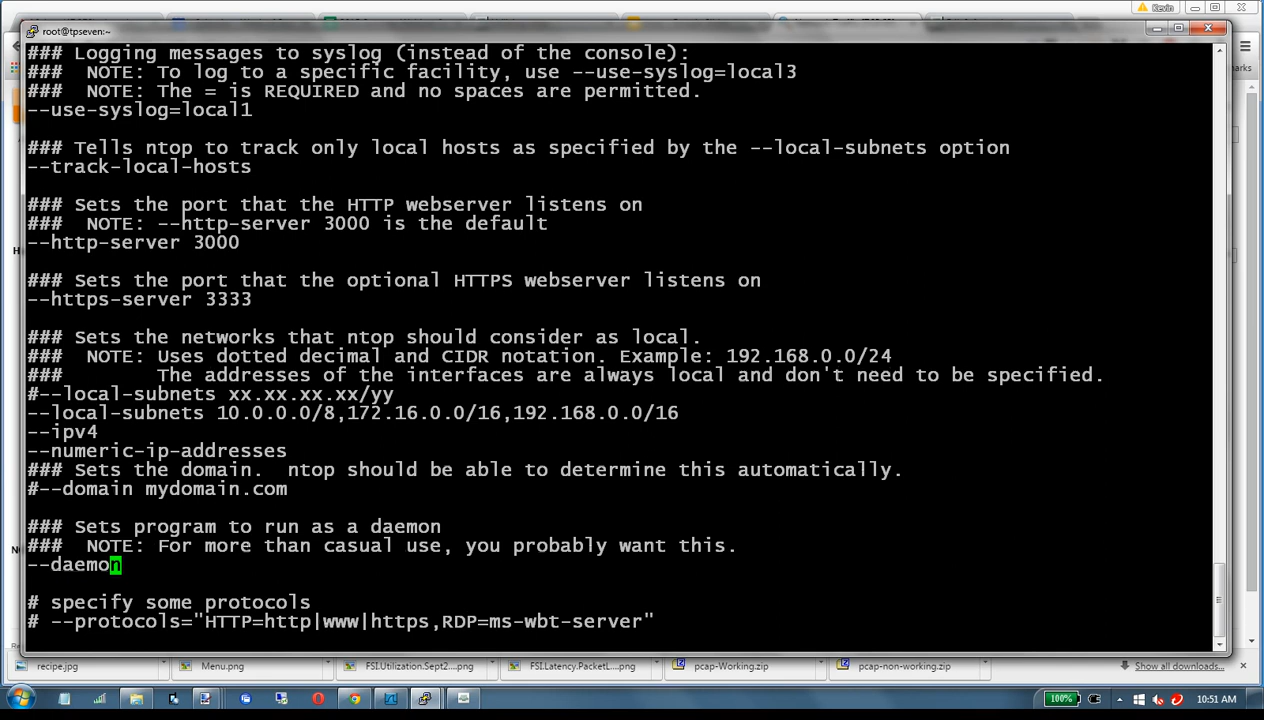 Kevin
root@tpseven:~
### Logging messages to syslog (instead of the console):
###  NOTE: To log to a specific facility, use --use-syslog=local3
###  NOTE: The = is REQUIRED and no spaces are permitted.
--use-syslog=local1
### Tells ntop to track only local hosts as specified by the --local-subnets option
--track-local-hosts
### Sets the port that the HTTP webserver listens on
###  NOTE: --http-server 3000 is the default
--http-server 3000
### Sets the port that the optional HTTPS webserver listens on
--https-server 3333
### Sets the networks that ntop should consider as local.
###  NOTE: Uses dotted decimal and CIDR notation. Example: 192.168.0.0/24
###        The addresses of the interfaces are always local and don't need to be specified.
#--local-subnets xx.xx.xx.xx/yy
--local-subnets 10.0.0.0/8,172.16.0.0/16,192.168.0.0/16
--ipv4
--numeric-ip-addresses
### Sets the domain.  ntop should be able to determine this automatically.
#--domain mydomain.com
### Sets program to run as a daemon
###  NOTE: For more than casual use, you probably want this.
--daemon
# specify some protocols
# --protocols="HTTP=http|www|https,RDP=ms-wbt-server"
recipe.jpg
Menu.png
FSI.Utilization.Sept2....png
FSI.Latency.PacketL....png
pcap-Working.zip
pcap-non-working.zip
Show all downloads...
100%
10:51 AM